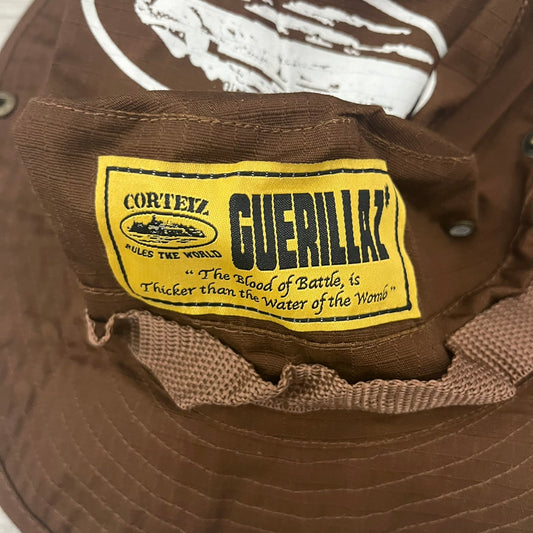 CORTEIZ
RULES THE WORLD
GUERILLAZ
“The Blood of Battle, is
Thicker than the Water of the Womb”